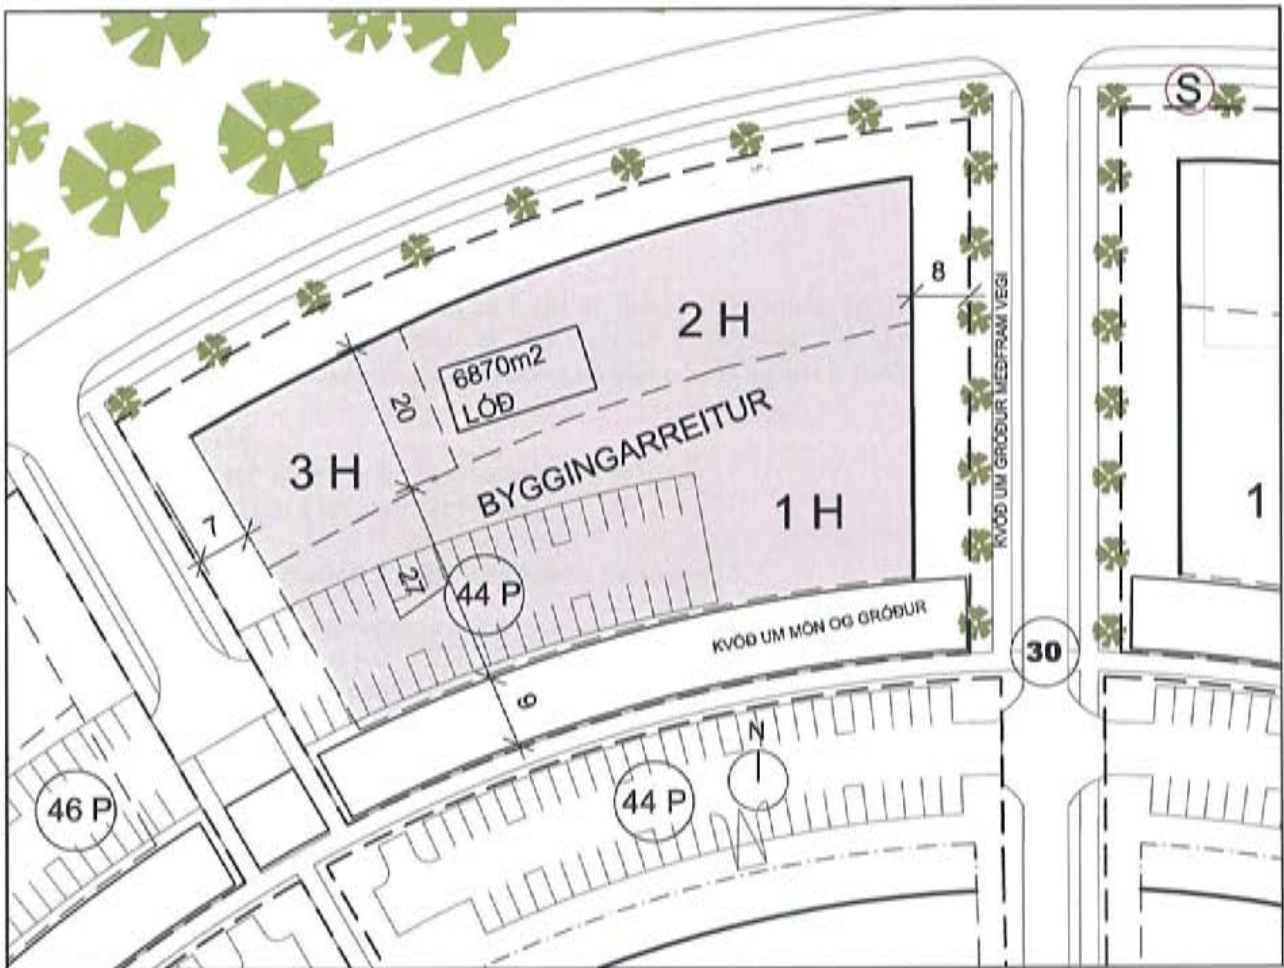 S
8
2 H
6870m2
LÓÐ
20
KVÖÐ UM GRÓÐUR MEÐFRAM VEGI
BYGGINGARREITUR
3 H
1 H
1
7
27
44 P
KVÖÐ UM MÖN OG GRÓÐUR
30
9
N
46 P
44 P